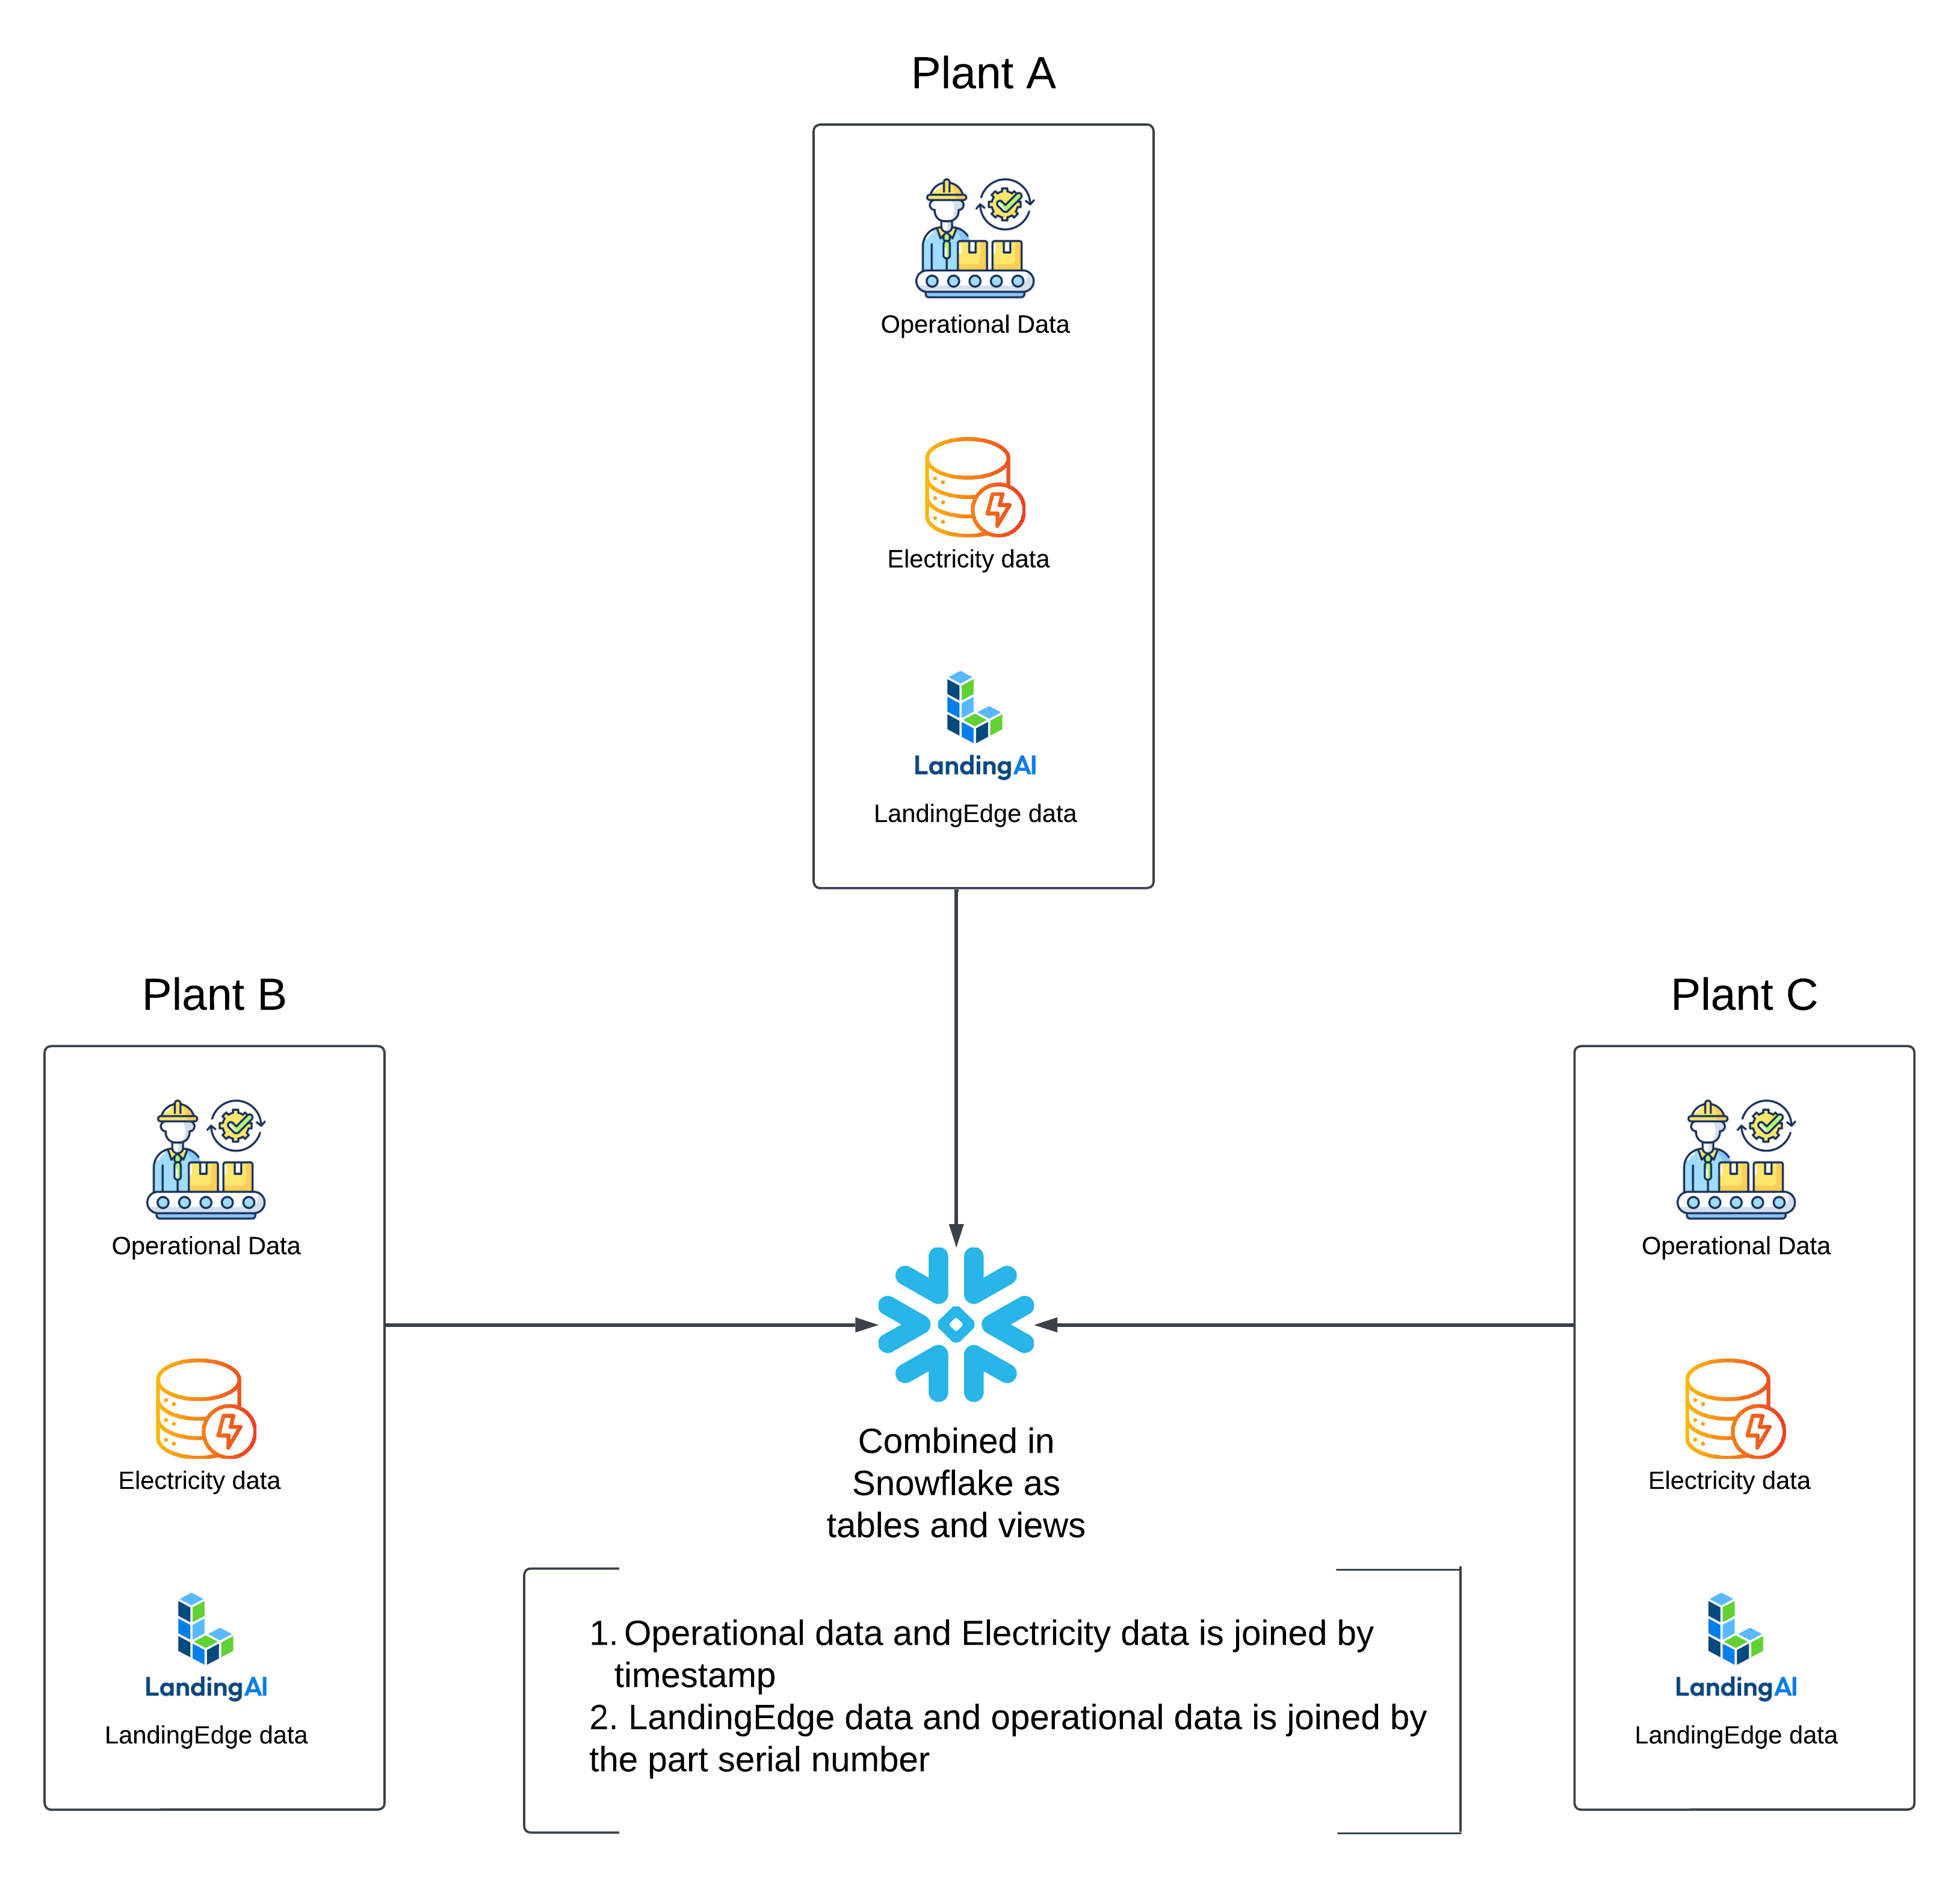 Plant A
Operational Data
Electricity data
LandingAI
LandingEdge data
Plant B
Operational Data
Electricity data
LandingAI
LandingEdge data
Plant C
Operational Data
Electricity data
LandingAI
LandingEdge data
Combined in
Snowflake as
tables and views
1. Operational data and Electricity data is joined by
timestamp
2. LandingEdge data and operational data is joined by
the part serial number